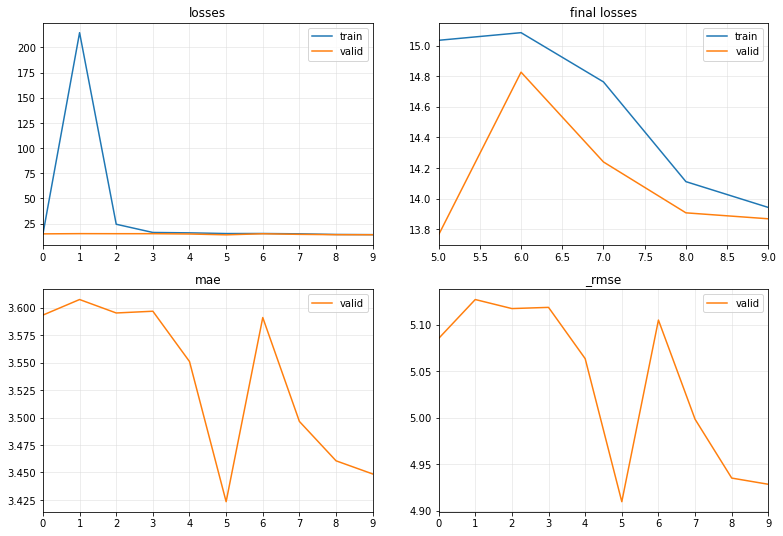 losses
train
valid
200
175
150
125
100
75
50
25
0 1 2 3 4 5 6 7 8 9
final losses
train
valid
15.0
14.8
14.6
14.4
14.2
14.0
13.8
5.0 5.5 6.0 6.5 7.0 7.5 8.0 8.5 9.0
mae
valid
3.600
3.575
3.550
3.525
3.500
3.475
3.450
3.425
0 1 2 3 4 5 6 7 8 9
_rmse
valid
5.10
5.05
5.00
4.95
4.90
0 1 2 3 4 5 6 7 8 9